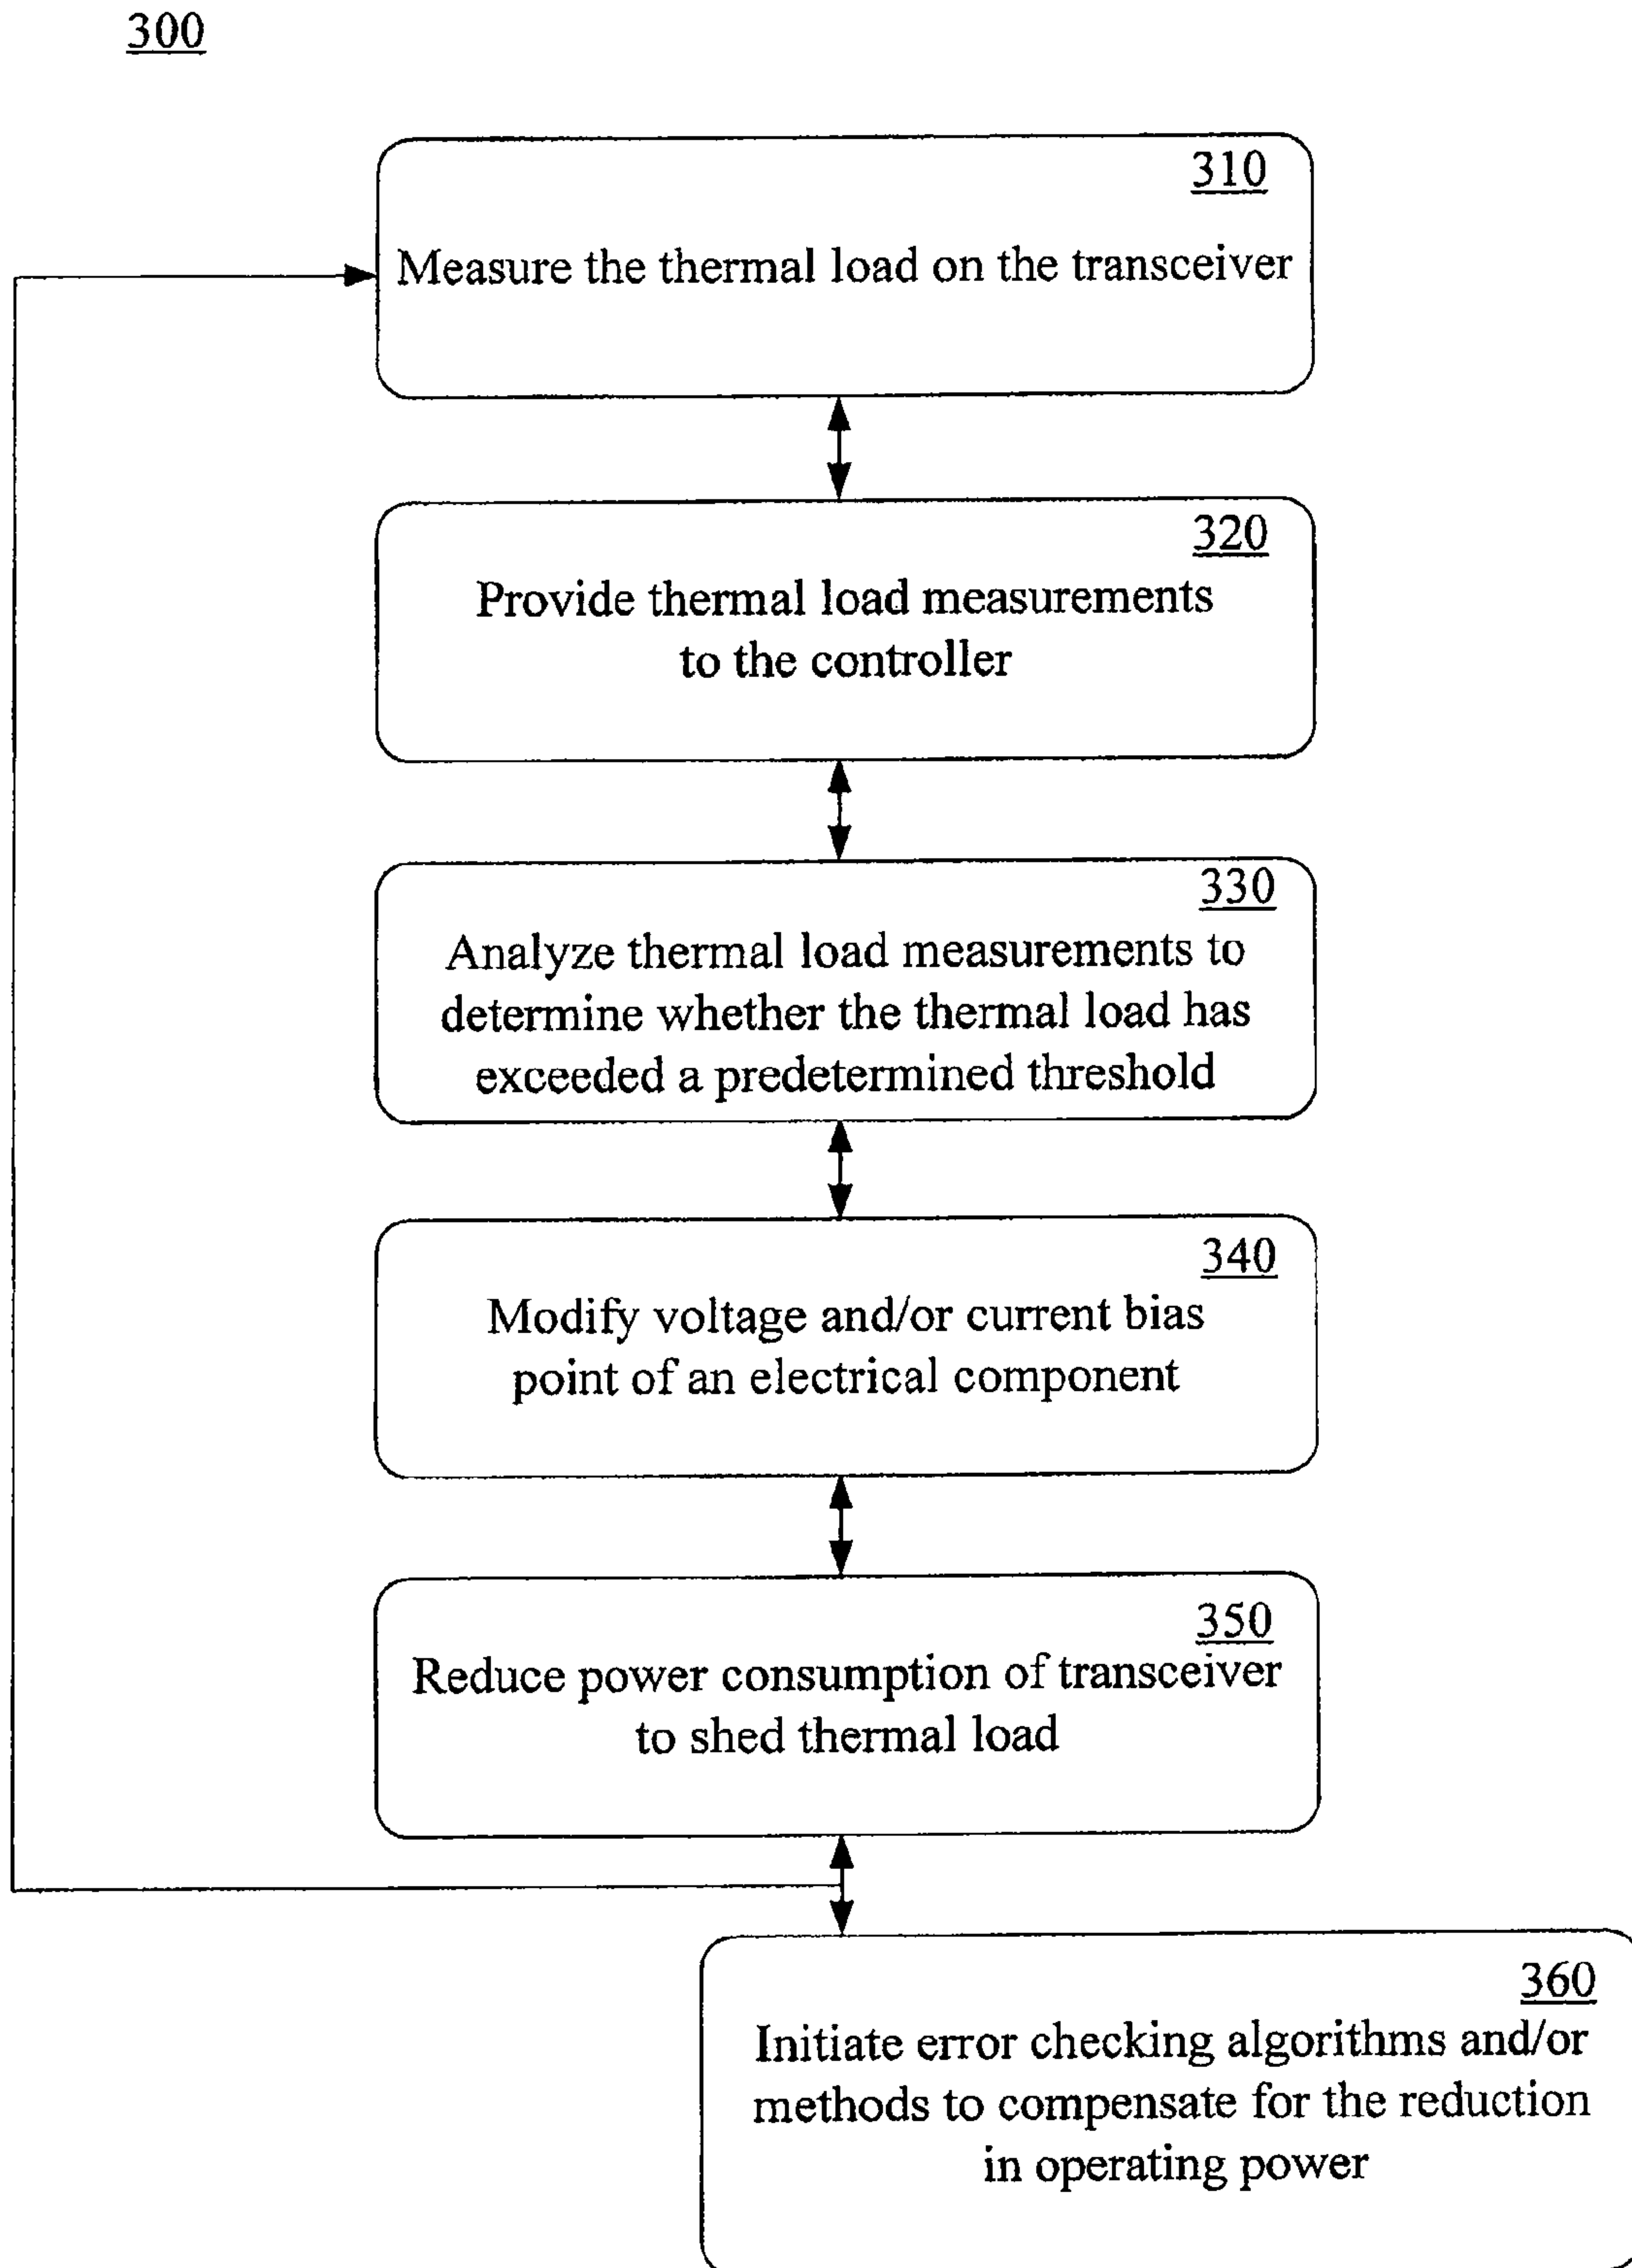 300
310
Measure the thermal load on the transceiver
320
Provide thermal load measurements
to the controller
330
Analyze thermal load measurements to
determine whether the thermal load has
exceeded a predetermined threshold
340
Modify voltage and/or current bias
point of an electrical component
350
Reduce power consumption of transceiver
to shed thermal load
360
Initiate error checking algorithms and/or
methods to compensate for the reduction
in operating power